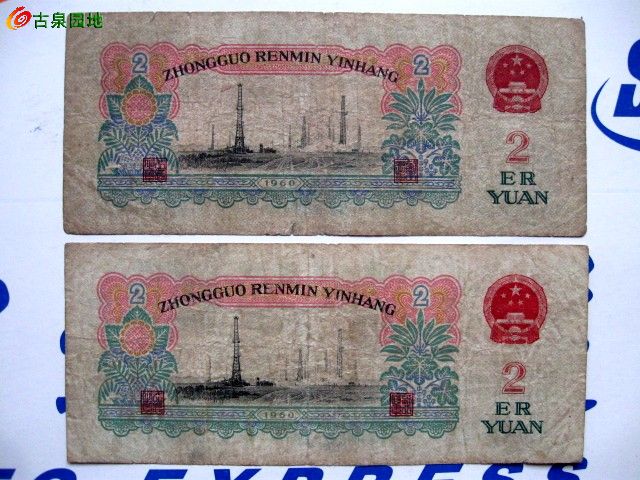 古泉园地
2 ZHONGGUO RENMIN YINHANG 2
2
1960
ER
YUAN
2 ZHONGGUO RENMIN YINHANG 2
2
1960
ER
YUAN
EXPRESS